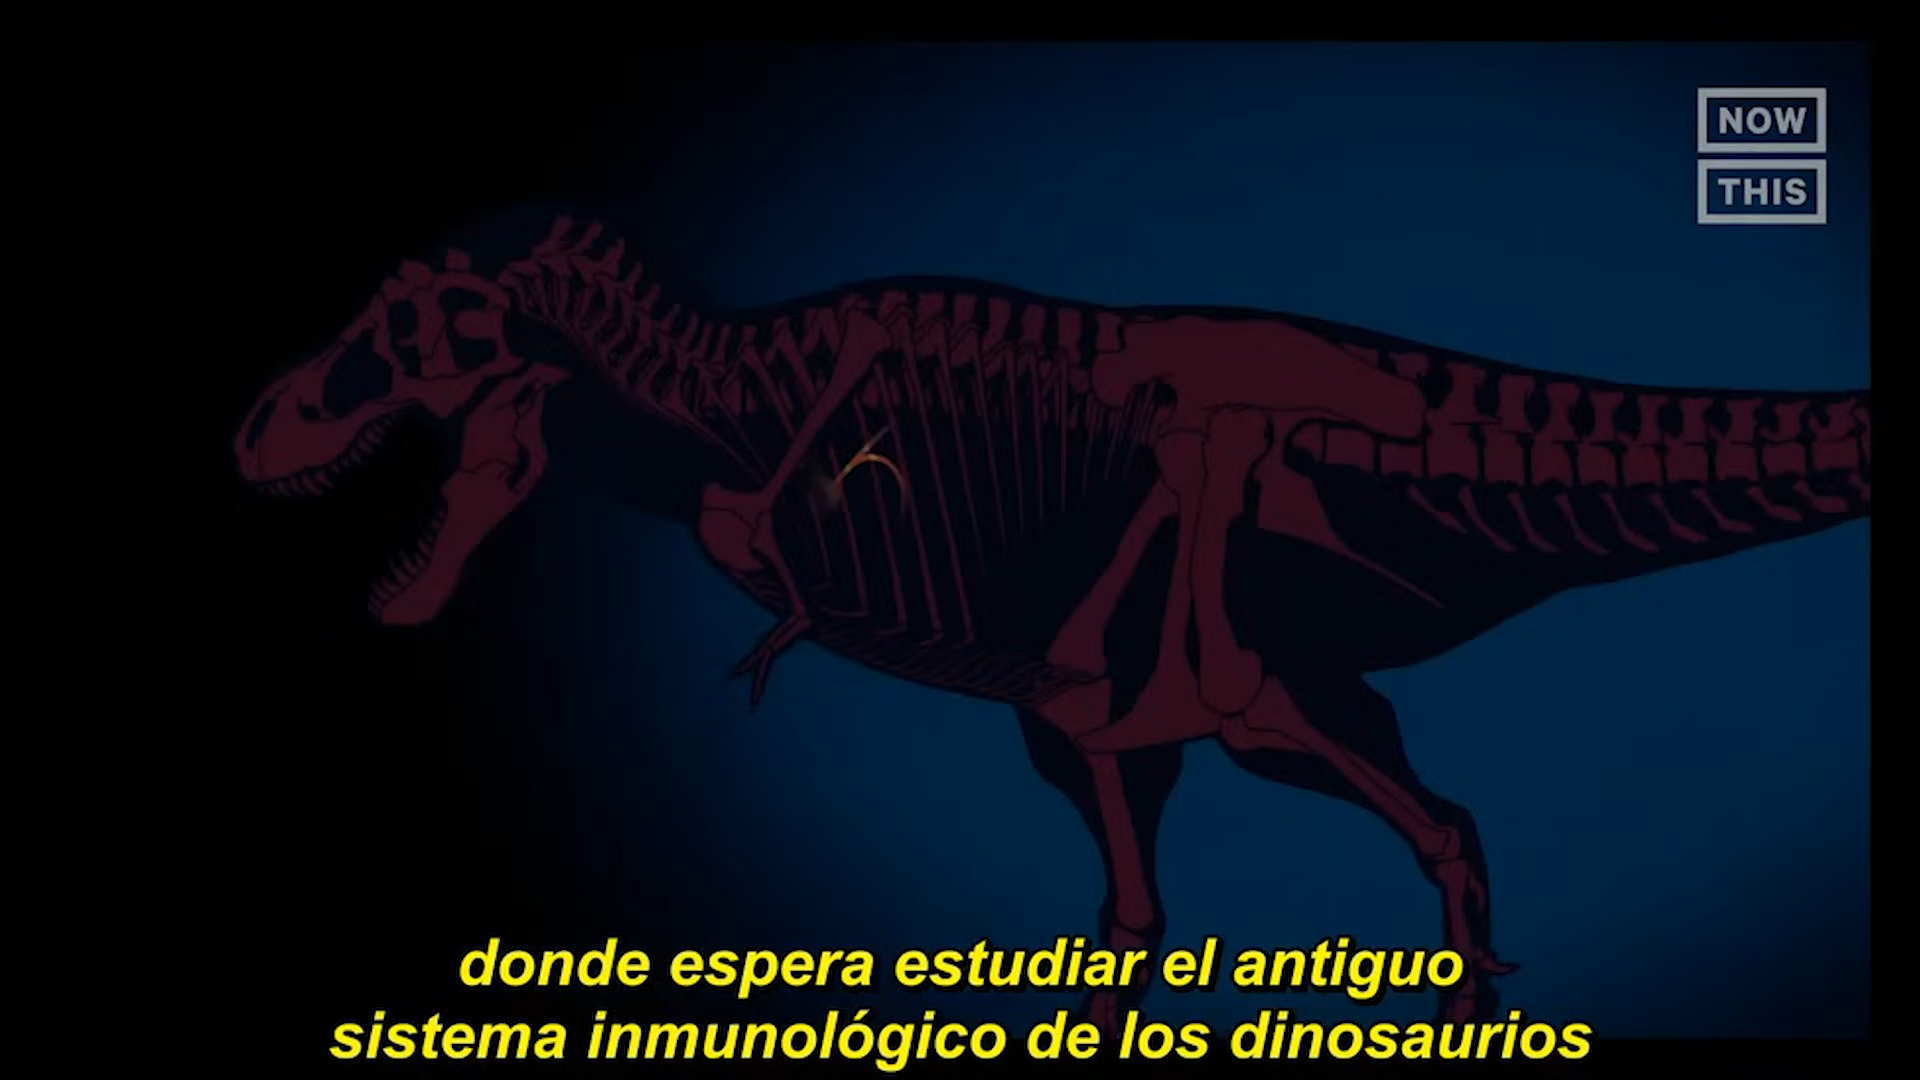 NOW
THIS
donde espera estudiar el antiguo
sistema inmunológico de los dinosaurios